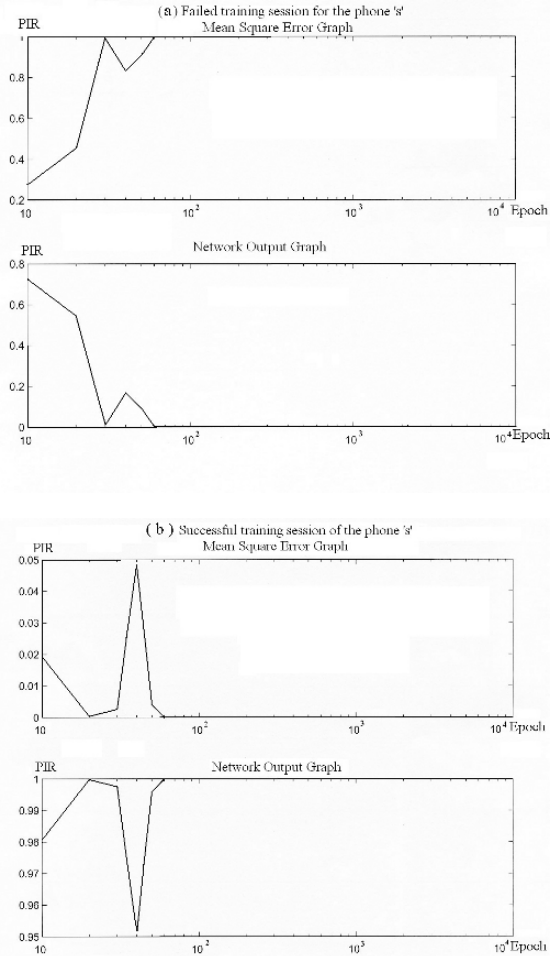 (a) Failed training session for the phone 's'
PIR
Mean Square Error Graph
1
0.8
0.6
0.4
0.2
10
10²
10³
10⁴ Epoch
PIR
Network Output Graph
0.8
0.6
0.4
0.2
0
10
10²
10³
10⁴ Epoch
(b) Successful training session of the phone 's'
PIR
Mean Square Error Graph
0.05
0.04
0.03
0.02
0.01
0
10
10²
10³
10⁴ Epoch
PIR
Network Output Graph
1
0.99
0.98
0.97
0.96
0.95
10
10²
10³
10⁴ Epoch